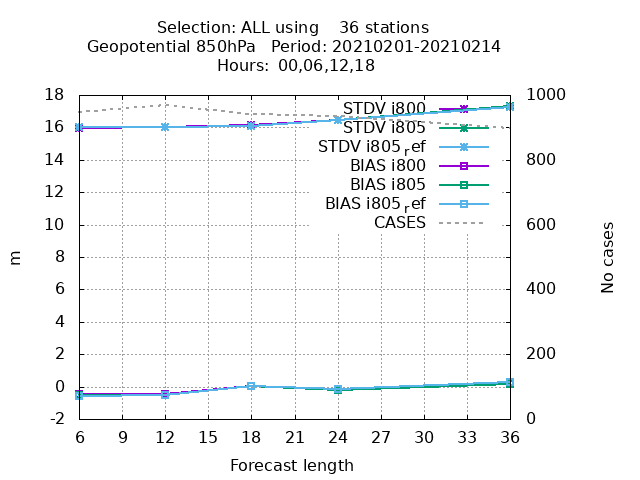 Selection: ALL using    36 stations
Geopotential 850hPa   Period: 20210201-20210214
Hours: 00,06,12,18
18
16
14
12
10
8
6
4
2
0
-2
m
1000
800
600
400
200
0
No cases
STDV i800
STDV i805
STDV i805ref
BIAS i800
BIAS i805
BIAS i805ref
CASES
6 9 12 15 18 21 24 27 30 33 36
Forecast length